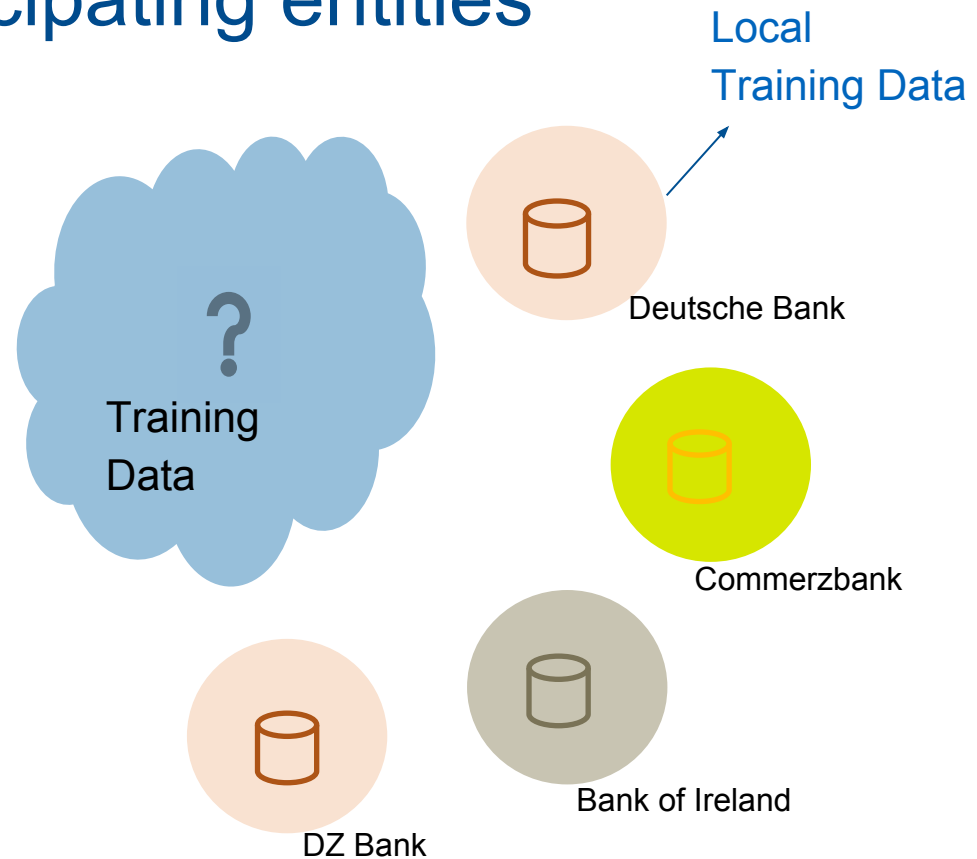 cipating entities
Local
Training Data
?
Training
Data
Deutsche Bank
Commerzbank
Bank of Ireland
DZ Bank